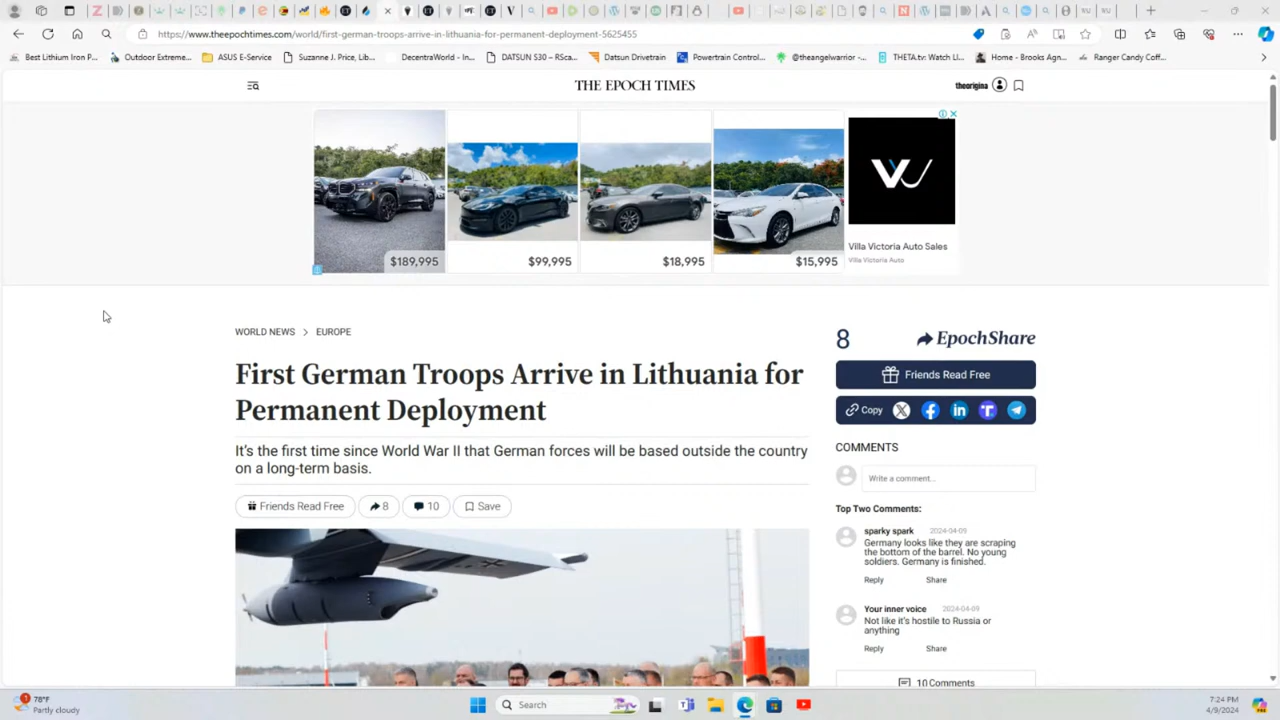 https://www.theepochtimes.com/world/first-german-troops-arrive-in-lithuania-for-permanent-deployment-5625455
Best Lithium Iron P...
Outdoor Extreme...
ASUS E-Service
Suzanne J. Price, Lib...
DecentraWorld - In...
DATSUN 530 - RSca...
Datsun Drivetrain
Powertrain Control...
@theangelwarrior -...
THETA.tv: Watch Li...
Home - Brooks Agn...
Ranger Candy Coff...
THE EPOCH TIMES
theorigina
$189,995
$99,995
$18,995
$15,995
Villa Victoria Auto Sales
Villa Victoria Auto
WORLD NEWS > EUROPE
First German Troops Arrive in Lithuania for
Permanent Deployment
It's the first time since World War II that German forces will be based outside the country
on a long-term basis.
Friends Read Free
8
10
Save
8
EpochShare
Friends Read Free
Copy
COMMENTS
Write a comment...
Top Two Comments:
sparky spark 2024-04-09
Germany looks like they are scraping
the bottom of the barrel. No young
soldiers. Germany is finished.
Reply Share
Your inner voice 2024-04-09
Not like it's hostile to Russia or
anything
Reply Share
10 Comments
78°F
Partly cloudy
Search
7:24 PM
4/9/2024